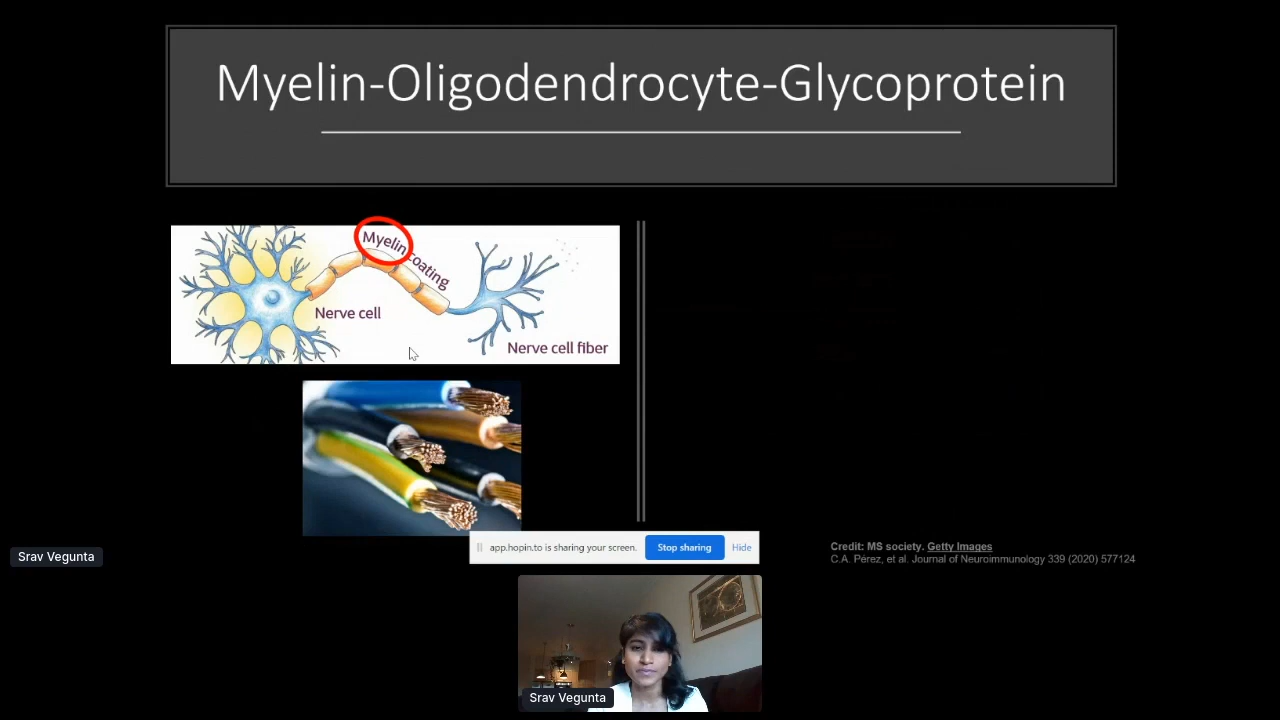 Myelin-Oligodendrocyte-Glycoprotein
Myelin coating
Nerve cell
Nerve cell fiber
app.hopin.to is sharing your screen.
Stop sharing
Hide
Srav Vegunta
Credit: MS society. Getty Images
C.A. Pérez, et al. Journal of Neuroimmunology 339 (2020) 577124
Srav Vegunta